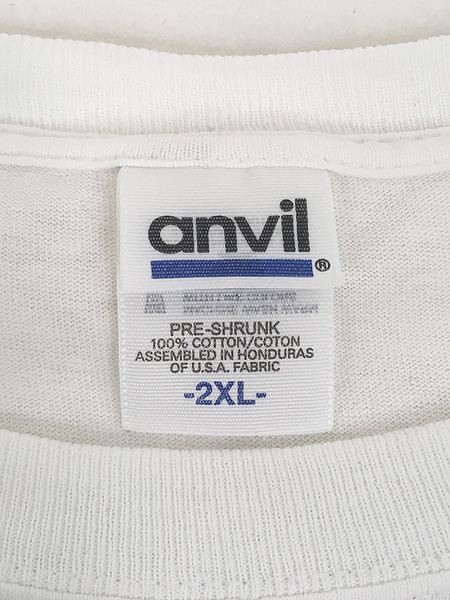 anvil
®
PRE-SHRUNK
100% COTTON/COTON
ASSEMBLED IN HONDURAS
OF U.S.A. FABRIC
-2XL-